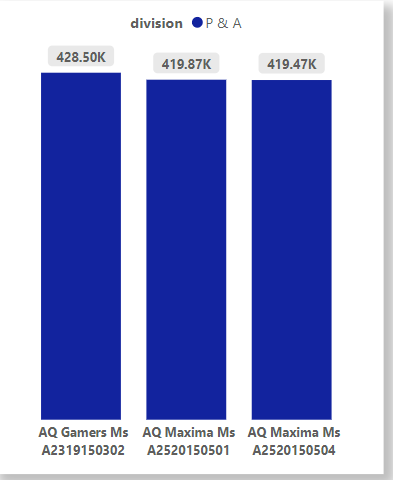 division P & A
428.50K 419.87K 419.47K
AQ Gamers Ms AQ Maxima Ms AQ Maxima Ms
A2319150302 A2520150501 A2520150504